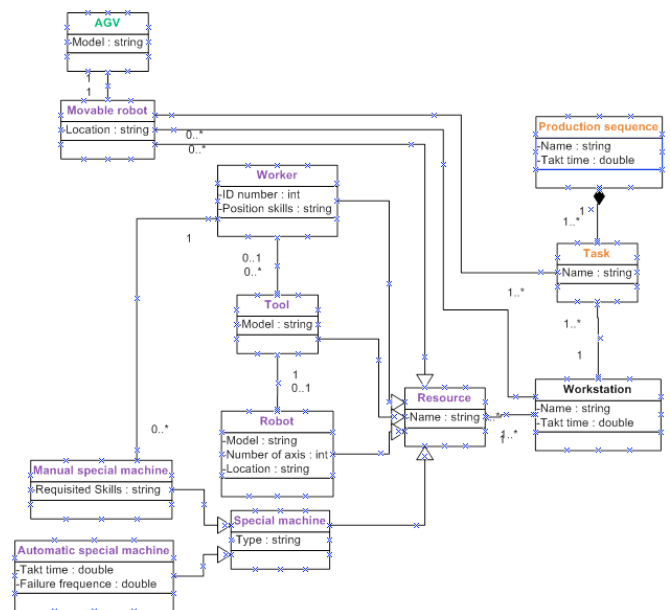 AGV
-Model : string
1
1
Movable robot
-Location : string
0..*
0..*
Production sequence
-Name : string
-Takt time : double
Worker
-ID number : int
-Position skills : string
1
1
1..*
Task
-Name : string
0..1
0..*
1..*
Tool
-Model : string
1..*
1
1
0..1
Resource
-Name : string
..*
Workstation
-Name : string
-Takt time : double
1..*
Robot
-Model : string
-Number of axis : int
-Location : string
0..*
Manual special machine
-Requisited Skills : string
Special machine
-Type : string
Automatic special machine
-Takt time : double
-Failure frequence : double